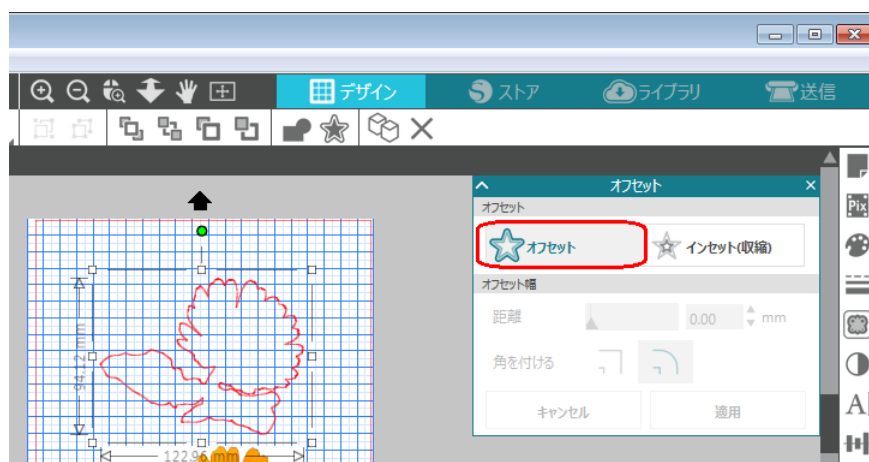 デザイン
ストア
ライブラリ
送信
オフセット
オフセット
オフセット
インセット(収縮)
オフセット幅
距離
0.00
mm
角を付ける
キャンセル
適用
Pix
A
94.12 mm
122.96 mm